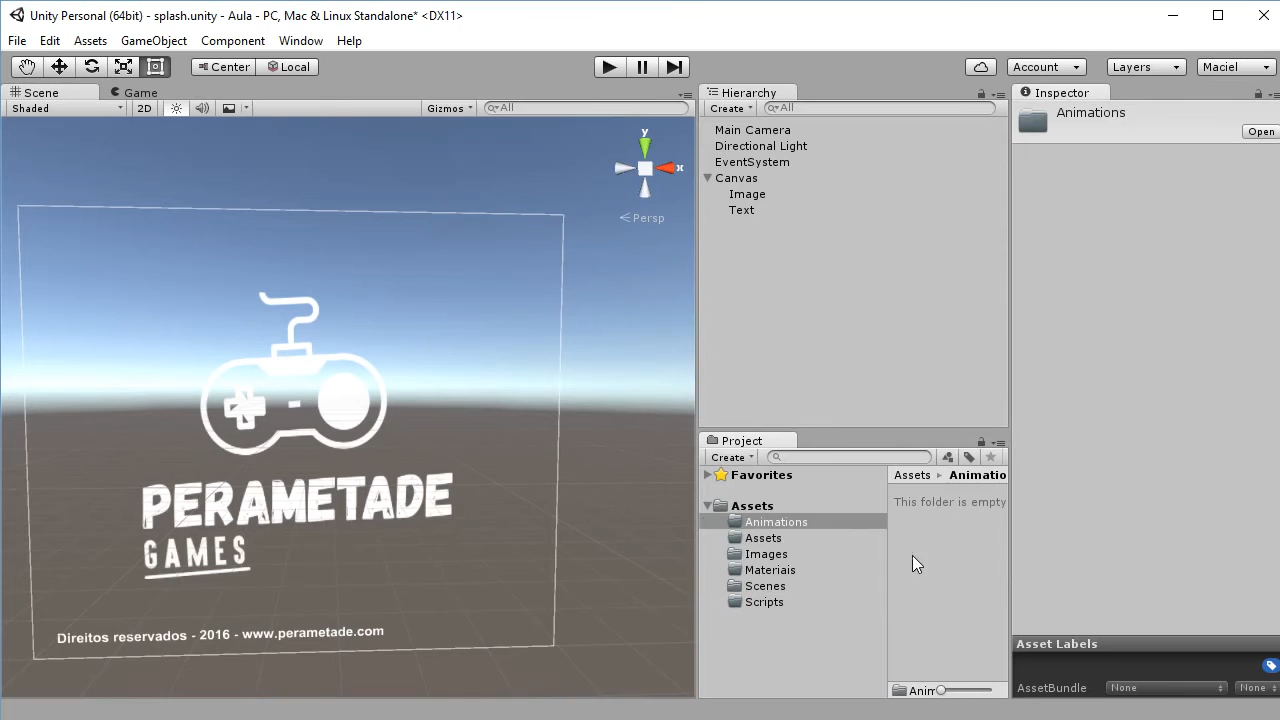 Unity Personal (64bit) - splash.unity - Aula - PC, Mac & Linux Standalone* <DX11>
File Edit Assets GameObject Component Window Help
Center Local Account Layers Maciel
Scene Game
Shaded 2D Gizmos All
y
x
Persp
PERAMETADE
GAMES
Direitos reservados - 2016 - www.perametade.com
Hierarchy
Create All
Main Camera
Directional Light
EventSystem
Canvas
Image
Text
Project
Create
Favorites
Assets
Animations
Assets
Images
Materiais
Scenes
Scripts
Assets Animatio
This folder is empty
Anim
Inspector
Animations
Open
Asset Labels
AssetBundle None None